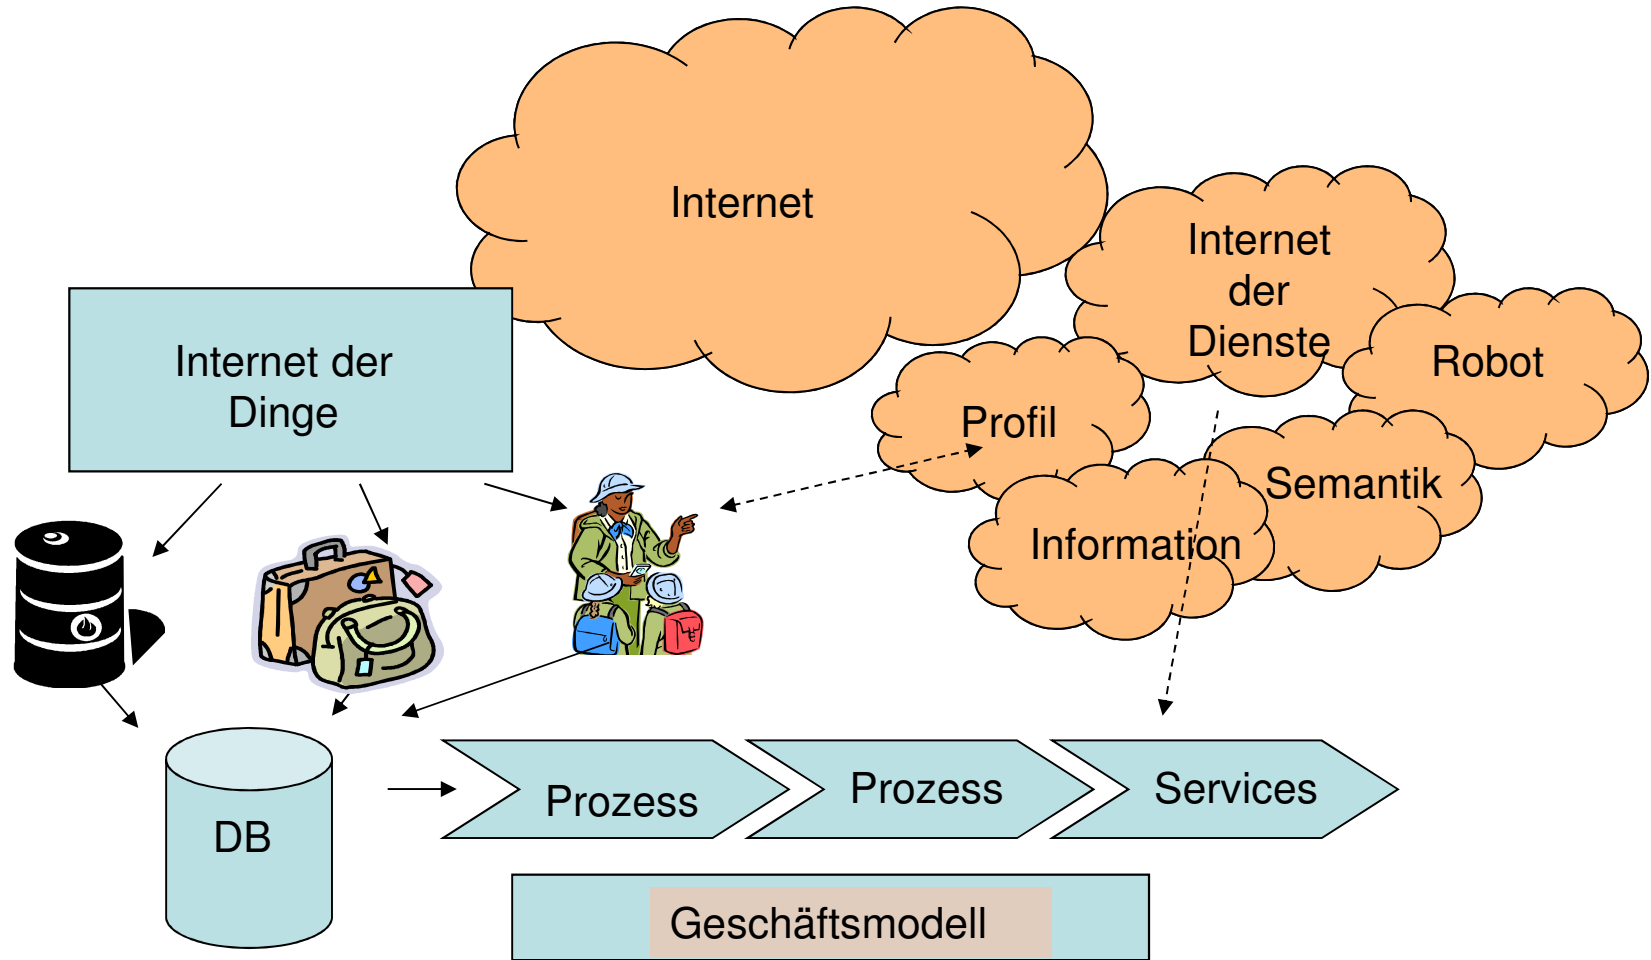 Internet
Internet
der
Dienste
Internet der
Dinge
Robot
Profil
Semantik
Information
Prozess
Prozess
Services
DB
Geschäftsmodell